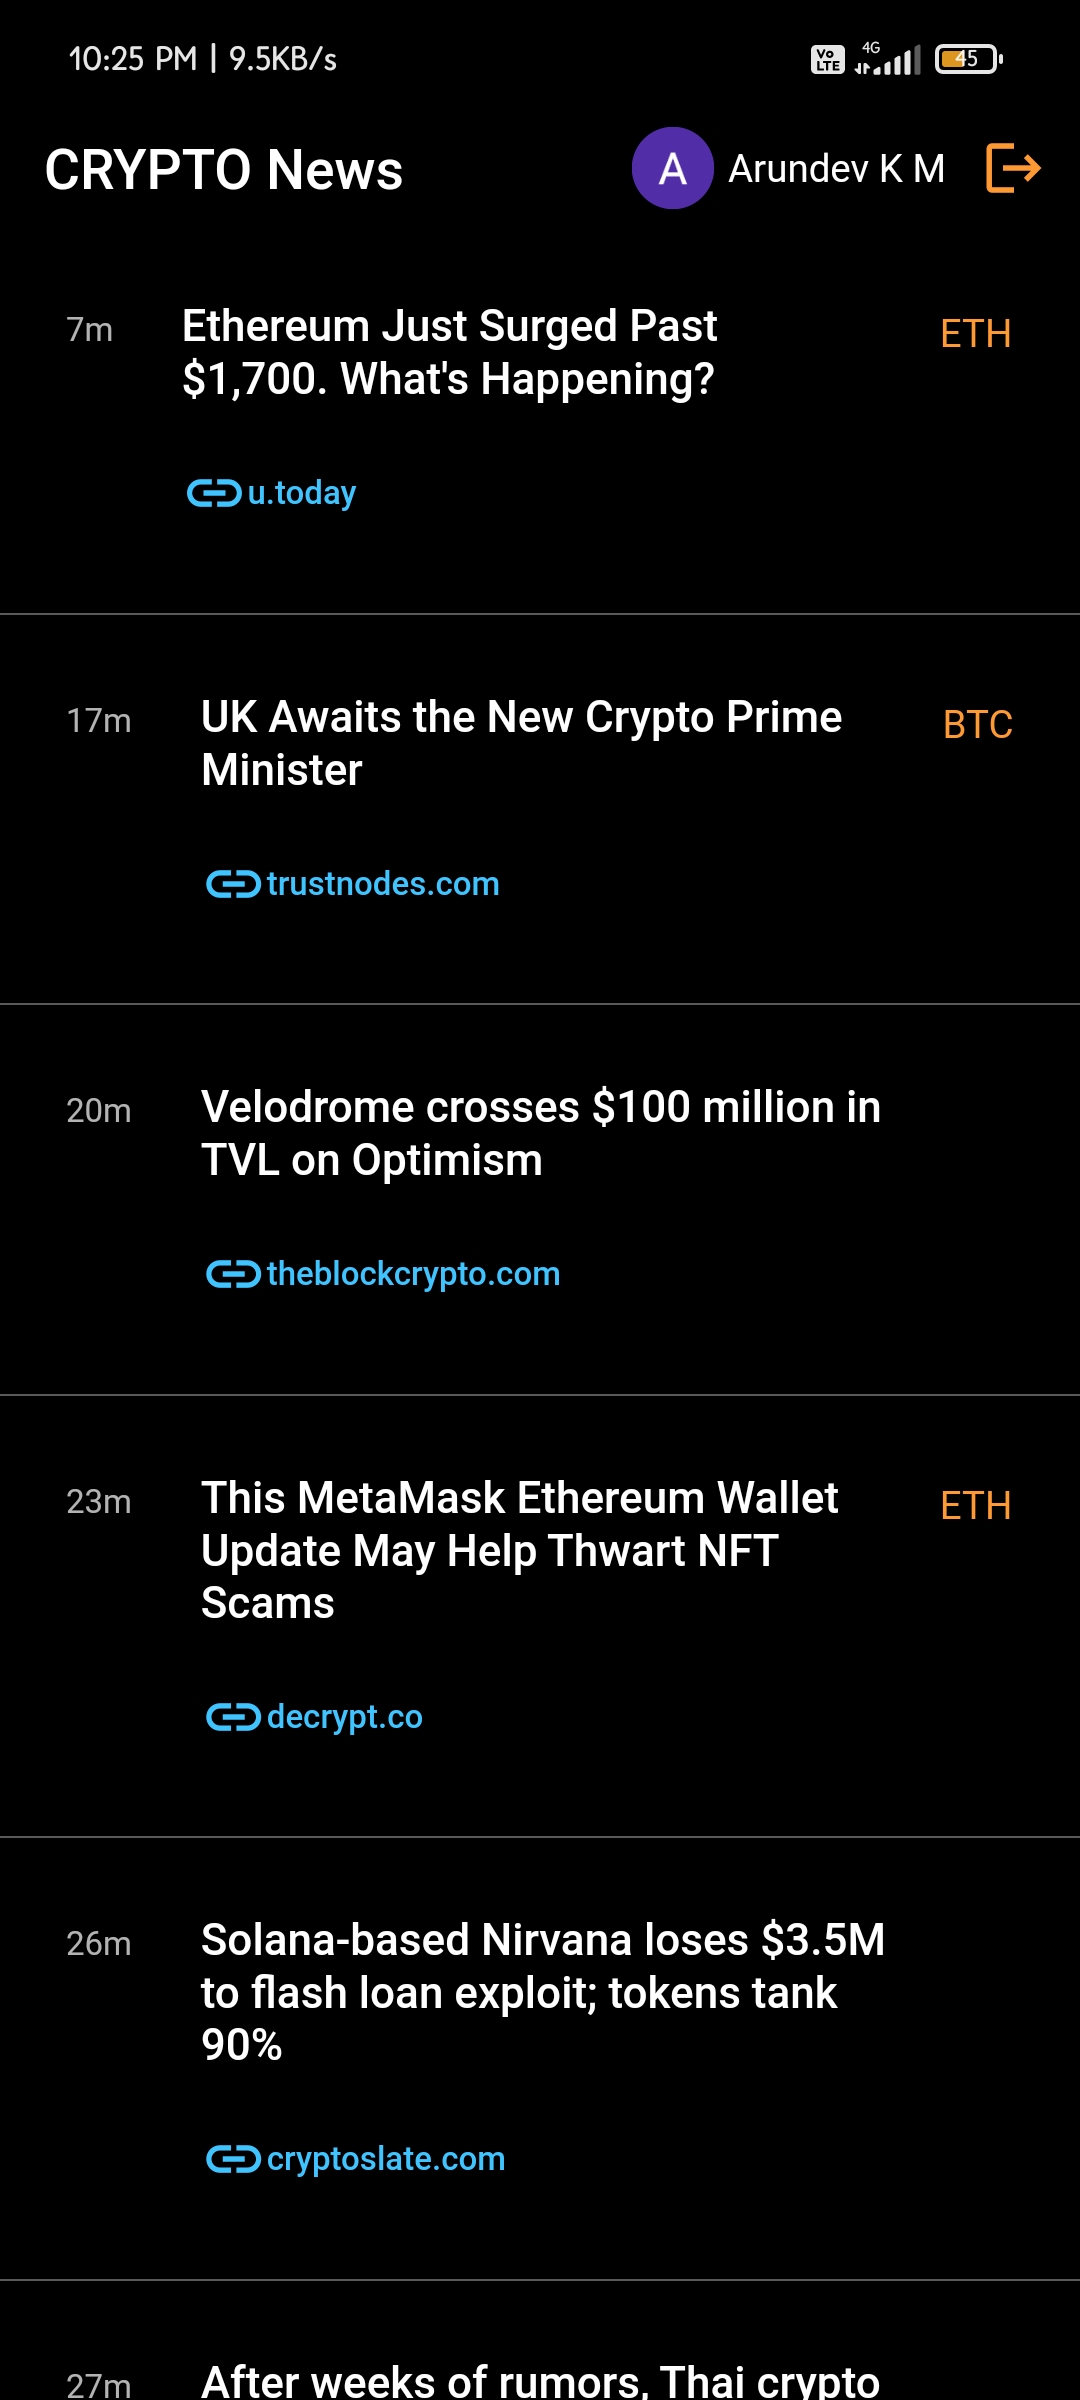 10:25 PM | 9.5KB/s Vo LTE 4G 45
CRYPTO News A Arundev K M
7m Ethereum Just Surged Past ETH
$1,700. What's Happening?
u.today
17m UK Awaits the New Crypto Prime BTC
Minister
trustnodes.com
20m Velodrome crosses $100 million in
TVL on Optimism
theblockcrypto.com
23m This MetaMask Ethereum Wallet ETH
Update May Help Thwart NFT
Scams
decrypt.co
26m Solana-based Nirvana loses $3.5M
to flash loan exploit; tokens tank
90%
cryptoslate.com
27m After weeks of rumors, Thai crypto